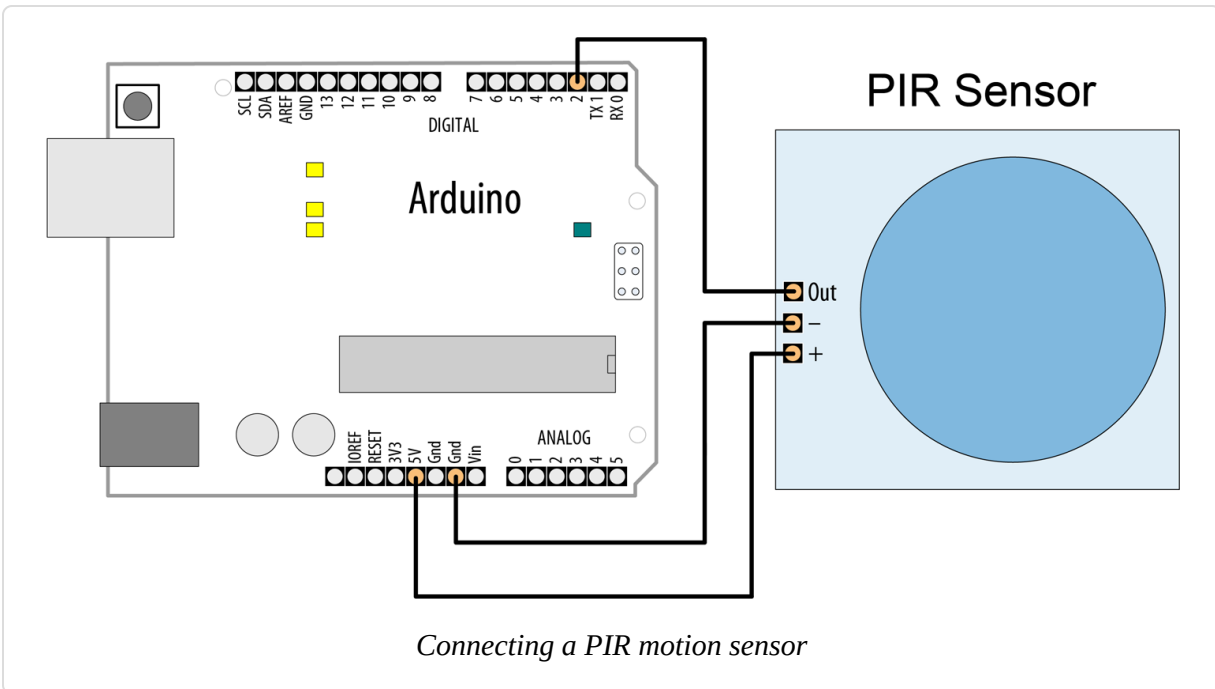 PIR Sensor
SCL
SDA
AREF
GND
13
12
11
10
9
8
7
6
5
4
3
2
TX 1
RX 0
DIGITAL
Arduino
Out
–
+
IOREF
RESET
3V3
5V
Gnd
Gnd
Vin
ANALOG
0
1
2
3
4
5
Connecting a PIR motion sensor